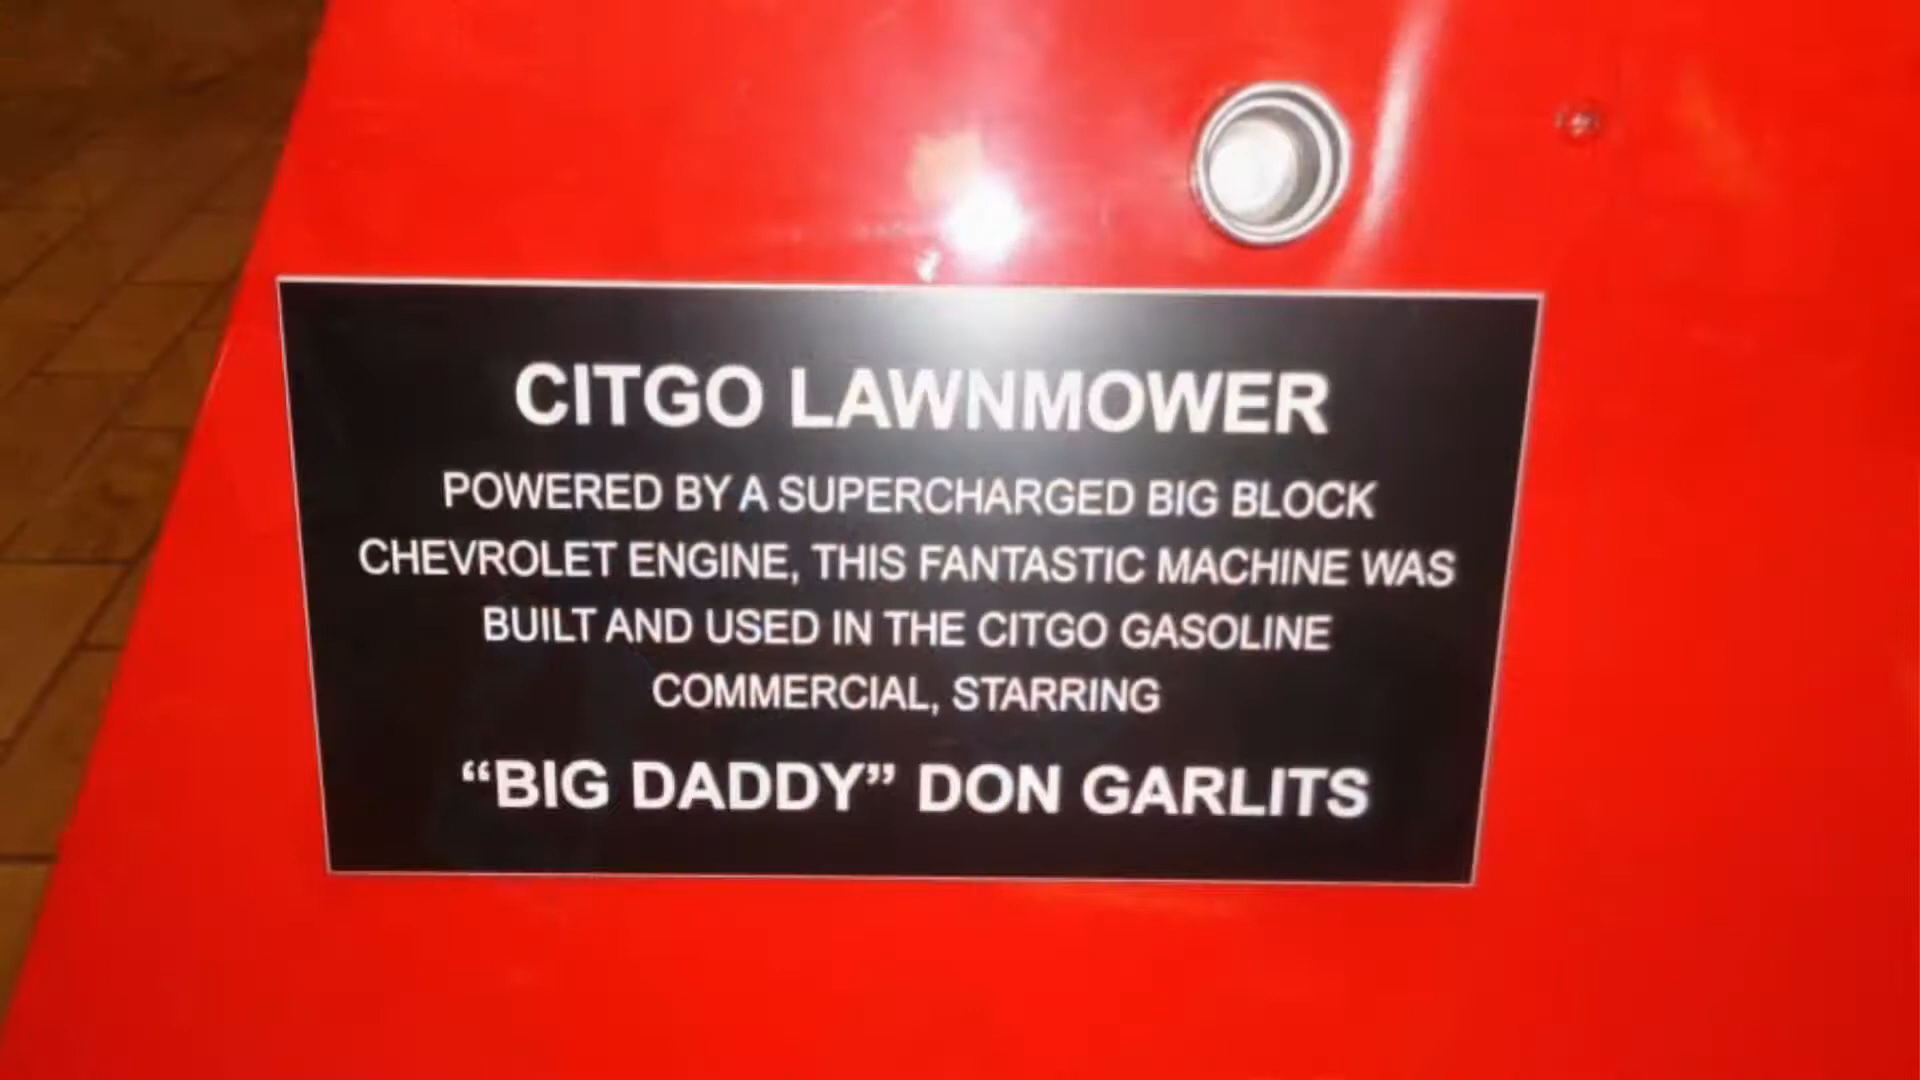 CITGO LAWNMOWER
POWERED BY A SUPERCHARGED BIG BLOCK
CHEVROLET ENGINE, THIS FANTASTIC MACHINE WAS
BUILT AND USED IN THE CITGO GASOLINE
COMMERCIAL, STARRING
“BIG DADDY” DON GARLITS